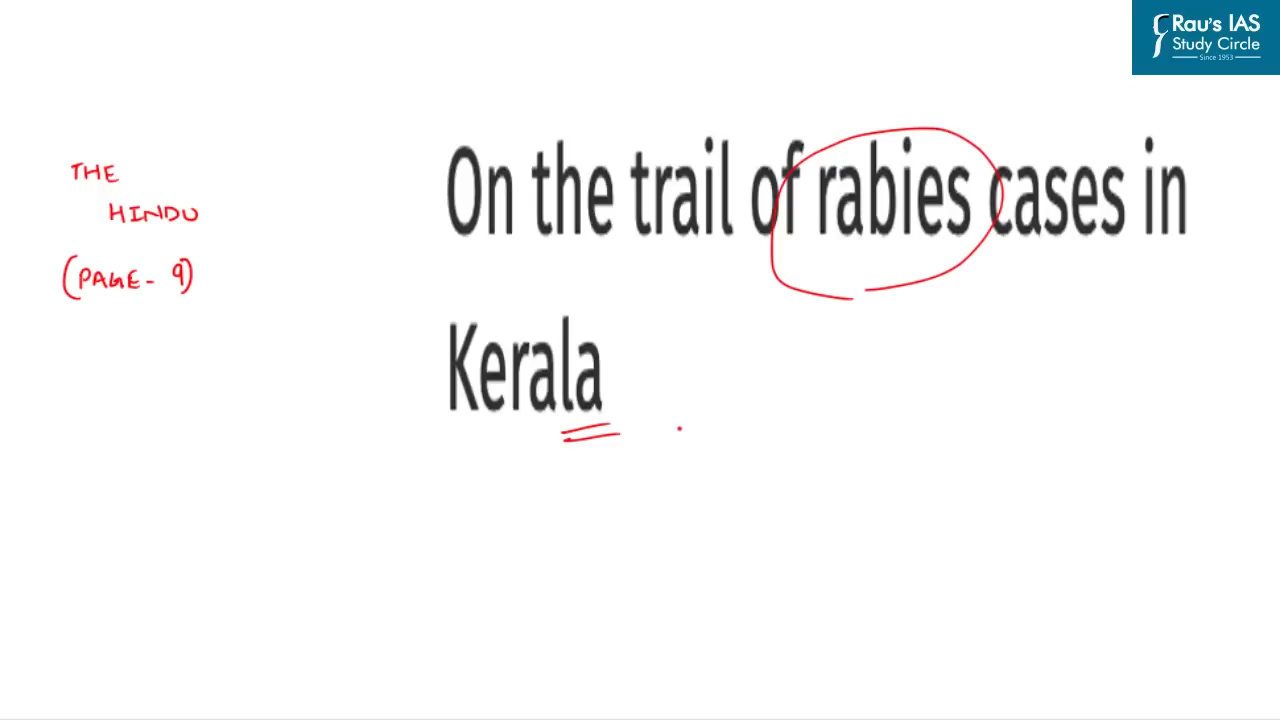 Rau's IAS
Study Circle
Since 1953
THE
HINDU
(PAGE- 9)
On the trail of rabies cases in
Kerala